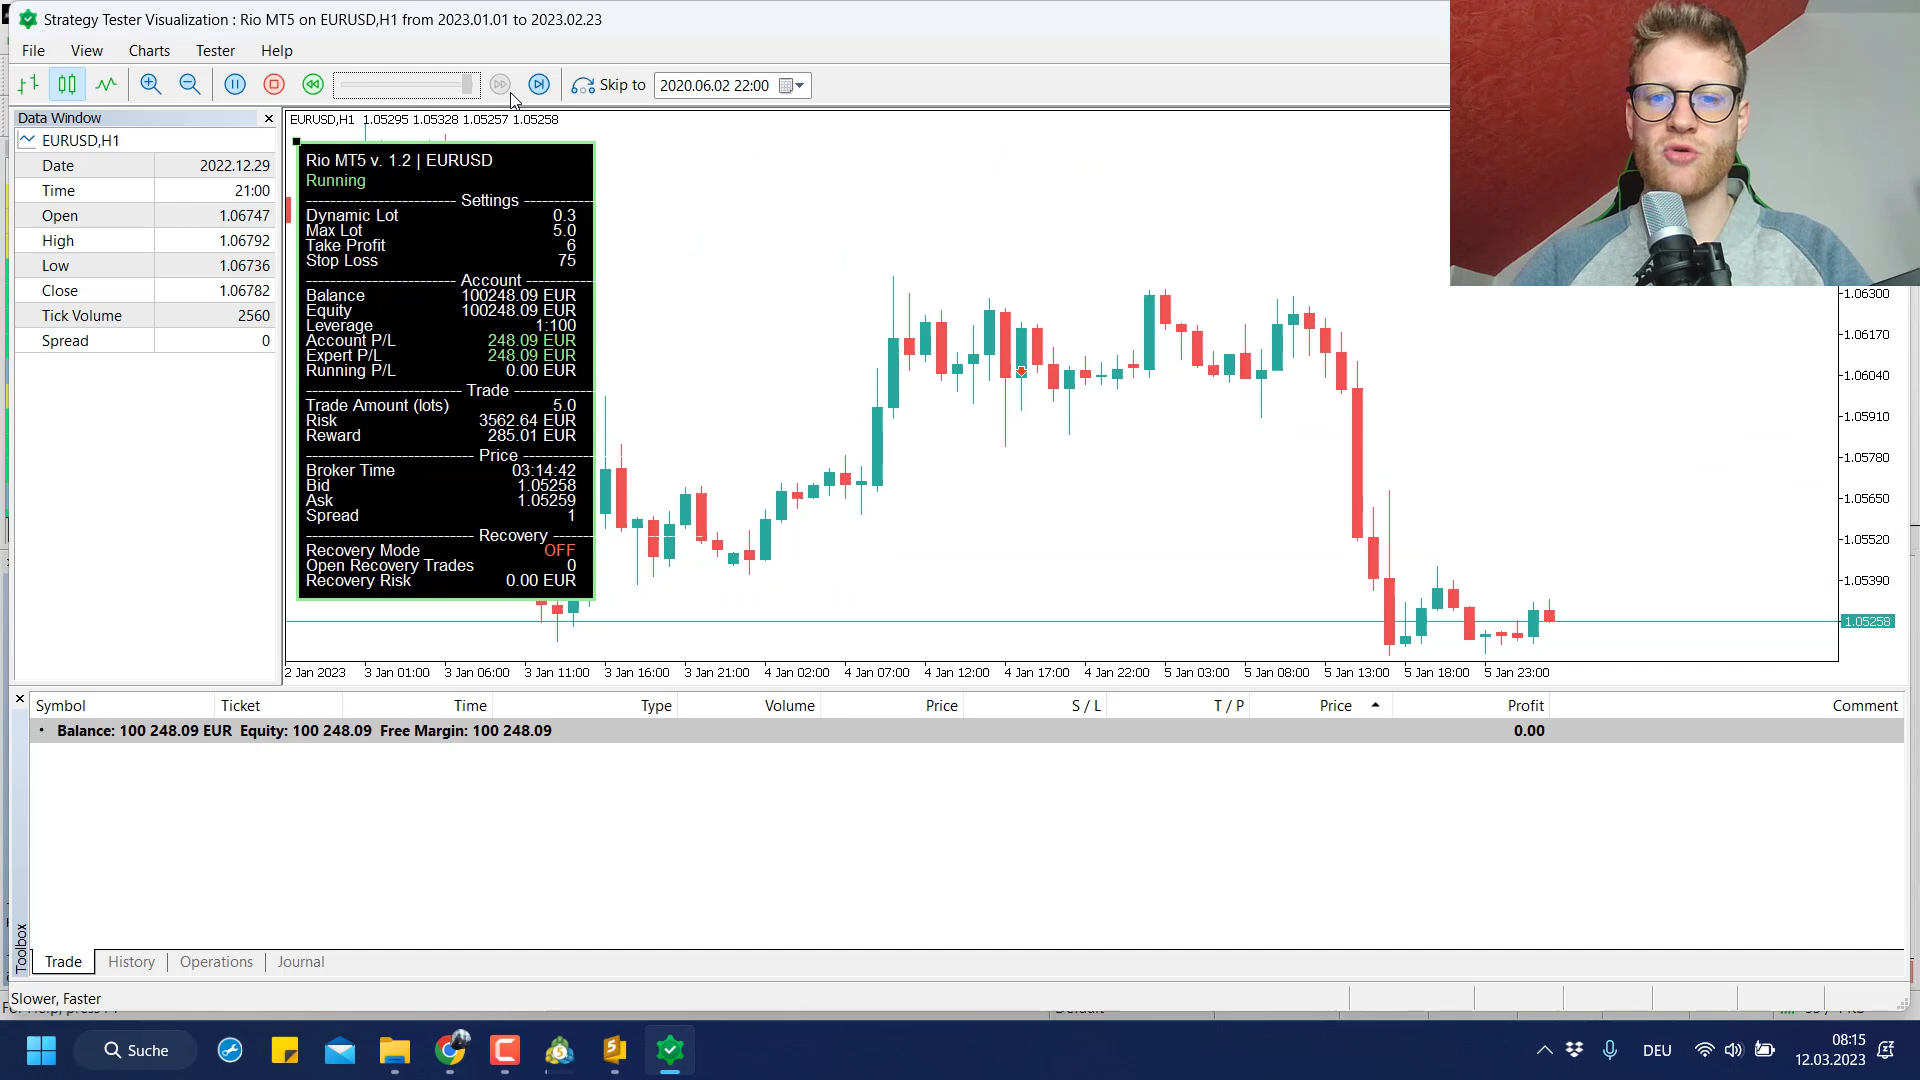 Strategy Tester Visualization : Rio MT5 on EURUSD,H1 from 2023.01.01 to 2023.02.23
File View Charts Tester Help
Skip to 2020.06.02 22:00
Data Window
EURUSD,H1
Date 2022.12.29
Time 21:00
Open 1.06747
High 1.06792
Low 1.06736
Close 1.06782
Tick Volume 2560
Spread 0
EURUSD,H1 1.05295 1.05328 1.05257 1.05258
Rio MT5 v. 1.2 | EURUSD
Running
Settings
Dynamic Lot 0.3
Max Lot 5.0
Take Profit 6
Stop Loss 75
Account
Balance 100248.09 EUR
Equity 100248.09 EUR
Leverage 1:100
Account P/L 248.09 EUR
Expert P/L 248.09 EUR
Running P/L 0.00 EUR
Trade
Trade Amount (lots) 5.0
Risk 3562.64 EUR
Reward 285.01 EUR
Price
Broker Time 03:14:42
Bid 1.05258
Ask 1.05259
Spread 1
Recovery
Recovery Mode OFF
Open Recovery Trades 0
Recovery Risk 0.00 EUR
1.06300
1.06170
1.06040
1.05910
1.05780
1.05650
1.05520
1.05390
1.05258
2 Jan 2023 3 Jan 01:00 3 Jan 06:00 3 Jan 11:00 3 Jan 16:00 3 Jan 21:00 4 Jan 02:00 4 Jan 07:00 4 Jan 12:00 4 Jan 17:00 4 Jan 22:00 5 Jan 03:00 5 Jan 08:00 5 Jan 13:00 5 Jan 18:00 5 Jan 23:00
Symbol Ticket Time Type Volume Price S / L T / P Price Profit Comment
Balance: 100 248.09 EUR Equity: 100 248.09 Free Margin: 100 248.09 0.00
Toolbox
Trade History Operations Journal
Slower, Faster
Suche
DEU
08:15
12.03.2023